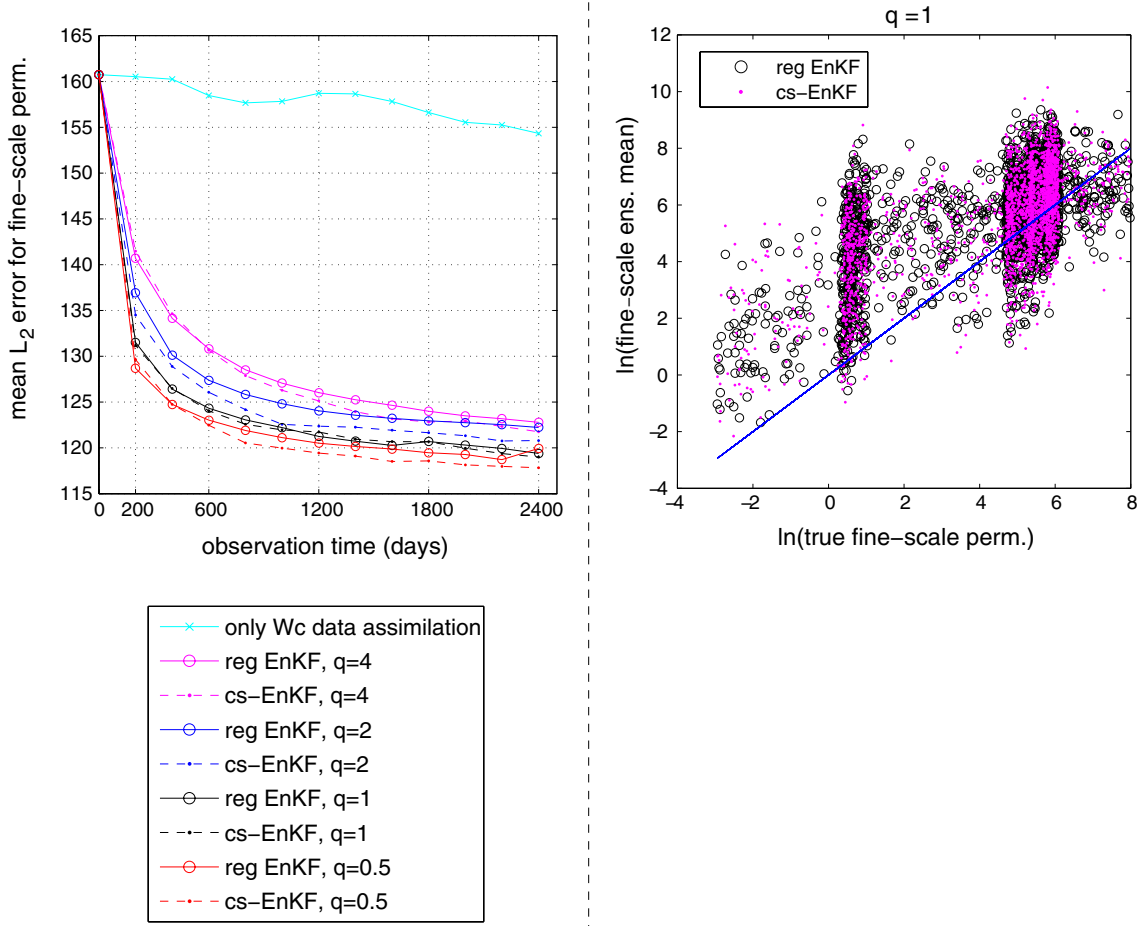 165
160
155
150
145
140
135
130
125
120
115
mean L2 error for fine−scale perm.
0 200 600 1200 1800 2400
observation time (days)
only Wc data assimilation
reg EnKF, q=4
cs−EnKF, q=4
reg EnKF, q=2
cs−EnKF, q=2
reg EnKF, q=1
cs−EnKF, q=1
reg EnKF, q=0.5
cs−EnKF, q=0.5
q =1
12
10
8
6
4
2
0
−2
−4
ln(fine−scale ens. mean)
reg EnKF
cs−EnKF
−4 −2 0 2 4 6 8
ln(true fine−scale perm.)